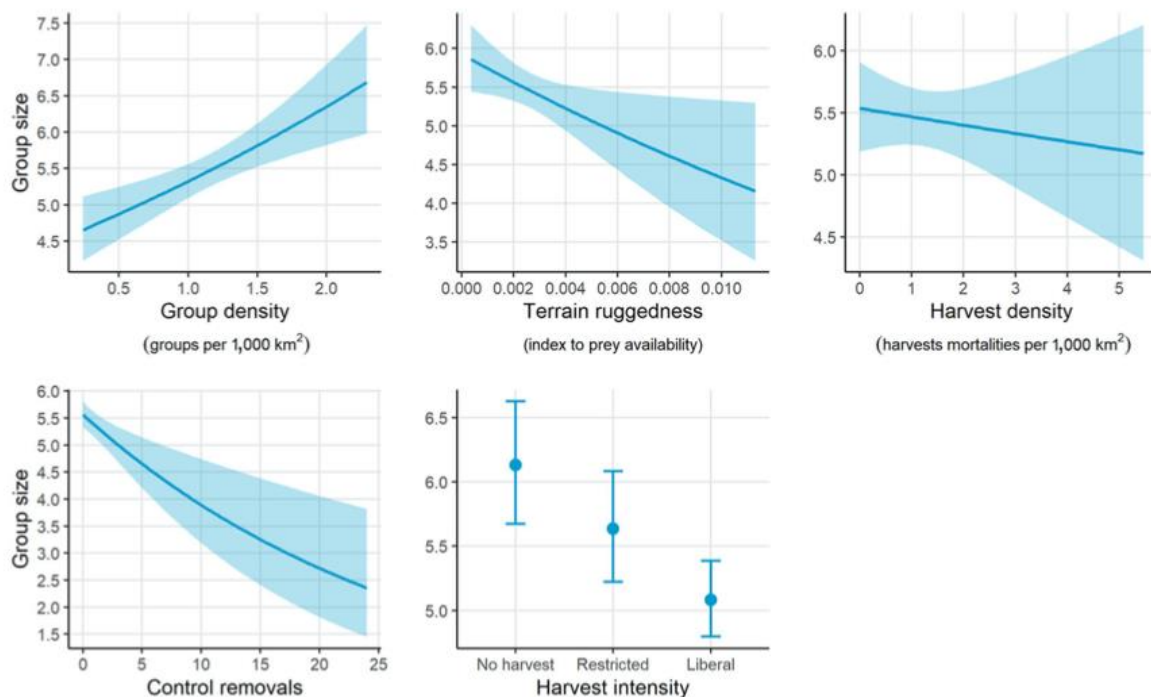 Group size
7.5
7.0
6.5
6.0
5.5
5.0
4.5
0.5 1.0 1.5 2.0
Group density
(groups per 1,000 km²)
6.0
5.5
5.0
4.5
4.0
3.5
0.000 0.002 0.004 0.006 0.008 0.010
Terrain ruggedness
(index to prey availability)
6.0
5.5
5.0
4.5
0 1 2 3 4 5
Harvest density
(harvests mortalities per 1,000 km²)
Group size
6.0
5.5
5.0
4.5
4.0
3.5
3.0
2.5
2.0
1.5
0 5 10 15 20 25
Control removals
6.5
6.0
5.5
5.0
No harvest Restricted Liberal
Harvest intensity